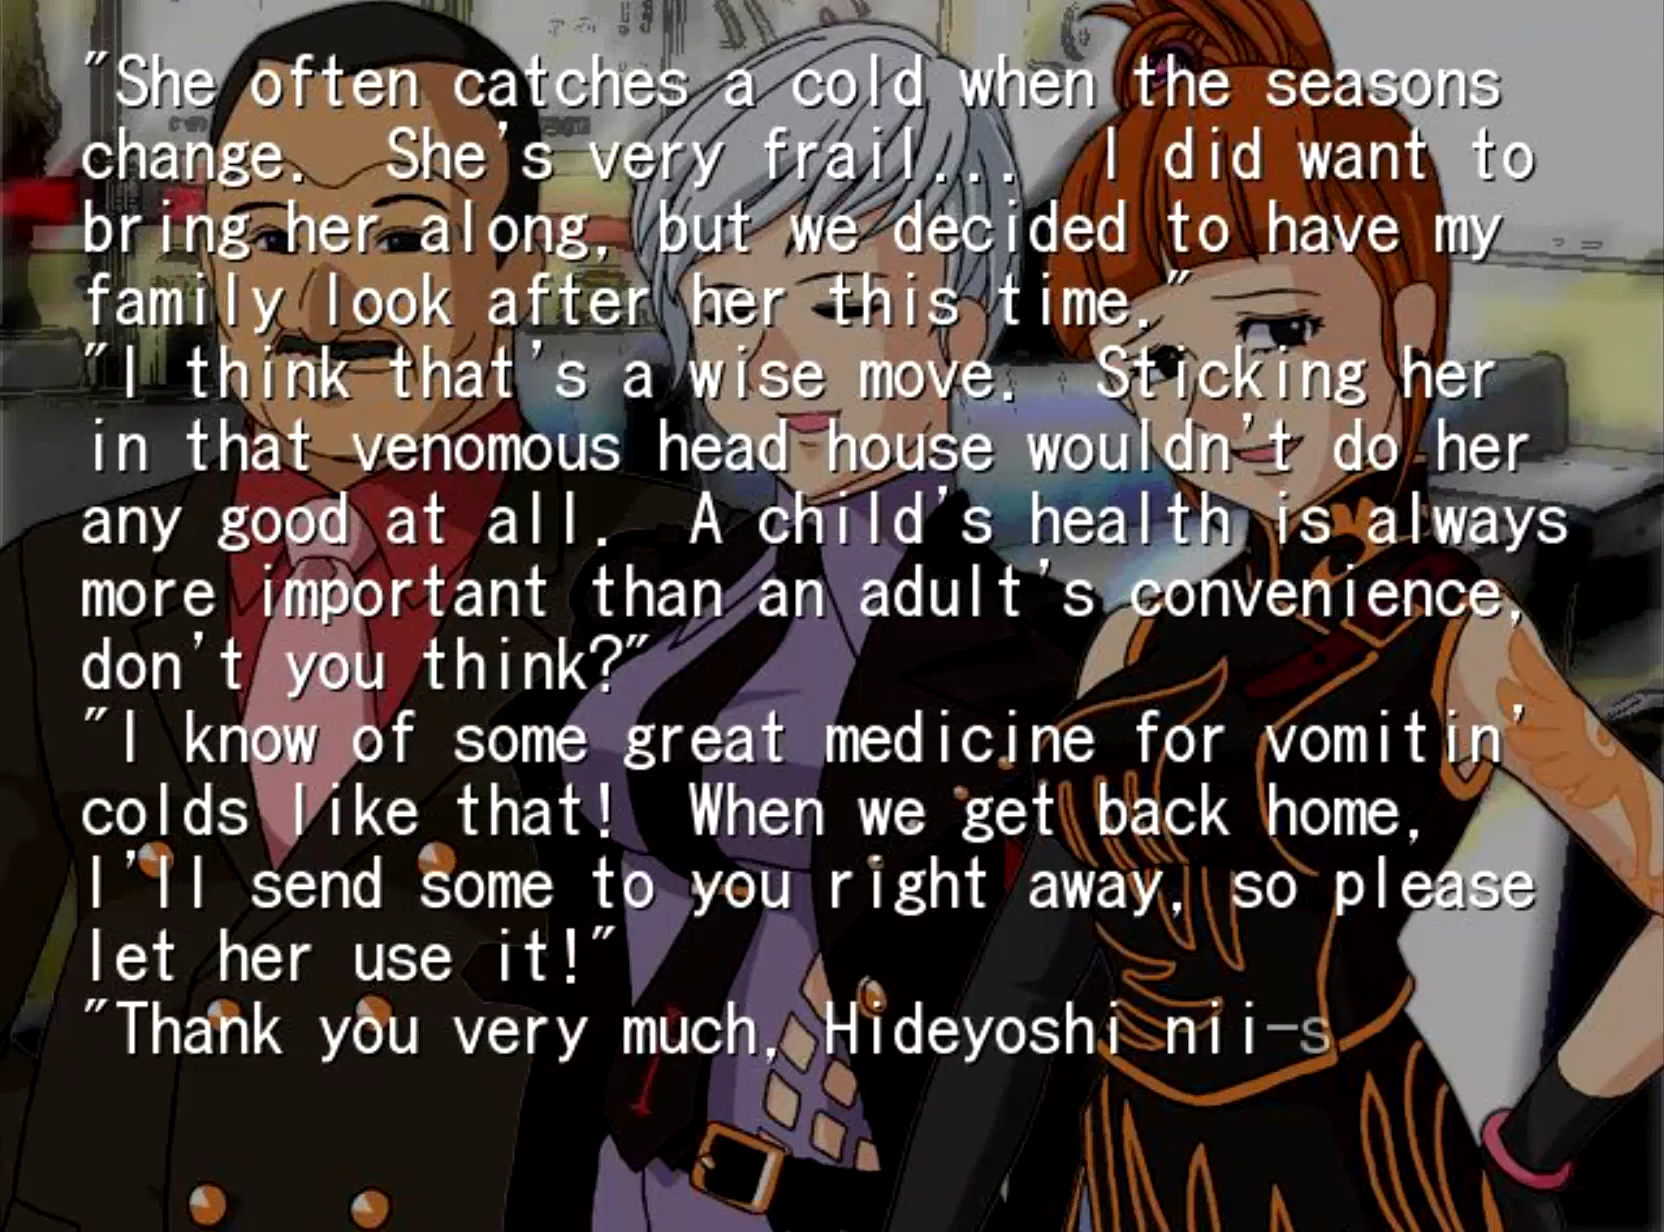 "She often catches a cold when the seasons
change.  She's very frail...  I did want to
bring her along, but we decided to have my
family look after her this time."
"I think that's a wise move.  Sticking her
in that venomous head house wouldn't do her
any good at all.  A child's health is always
more important than an adult's convenience,
don't you think?"
"I know of some great medicine for vomitin'
colds like that!  When we get back home,
I'll send some to you right away, so please
let her use it!"
"Thank you very much, Hideyoshi nii-s